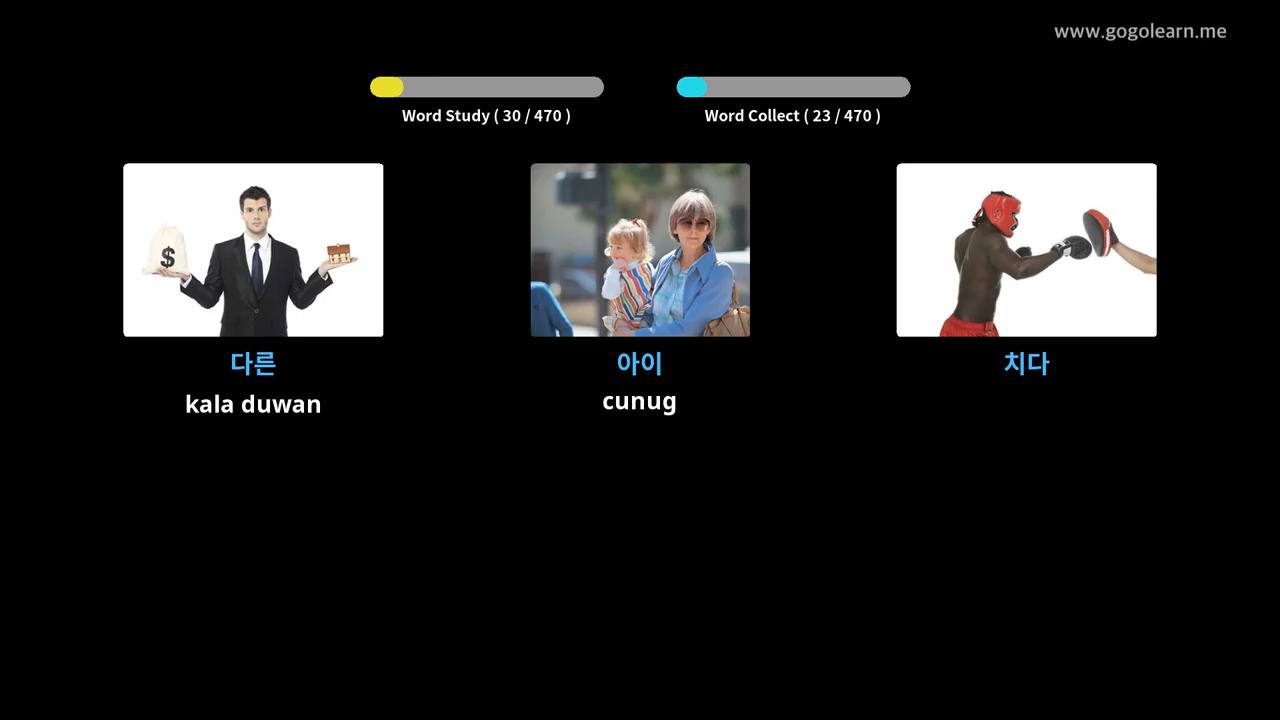 www.gogolearn.me
Word Study ( 30 / 470 )
Word Collect ( 23 / 470 )
$
다른
아이
치다
kala duwan
cunug